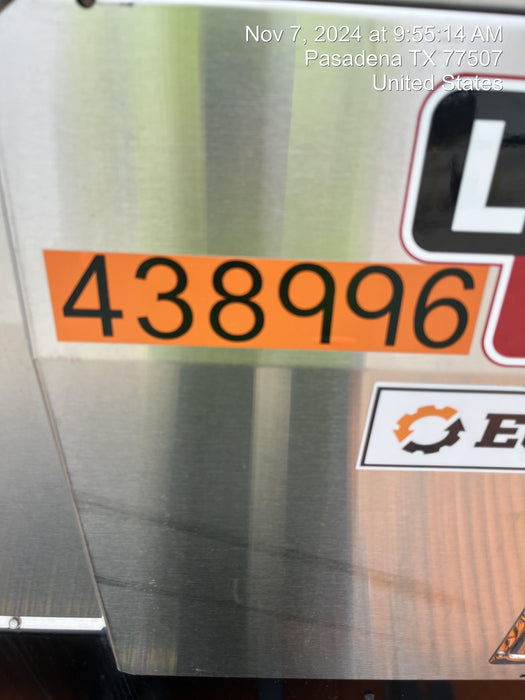 Nov 7, 2024 at 9:55:14 AM
Pasadena TX 77507
United States
L
438996